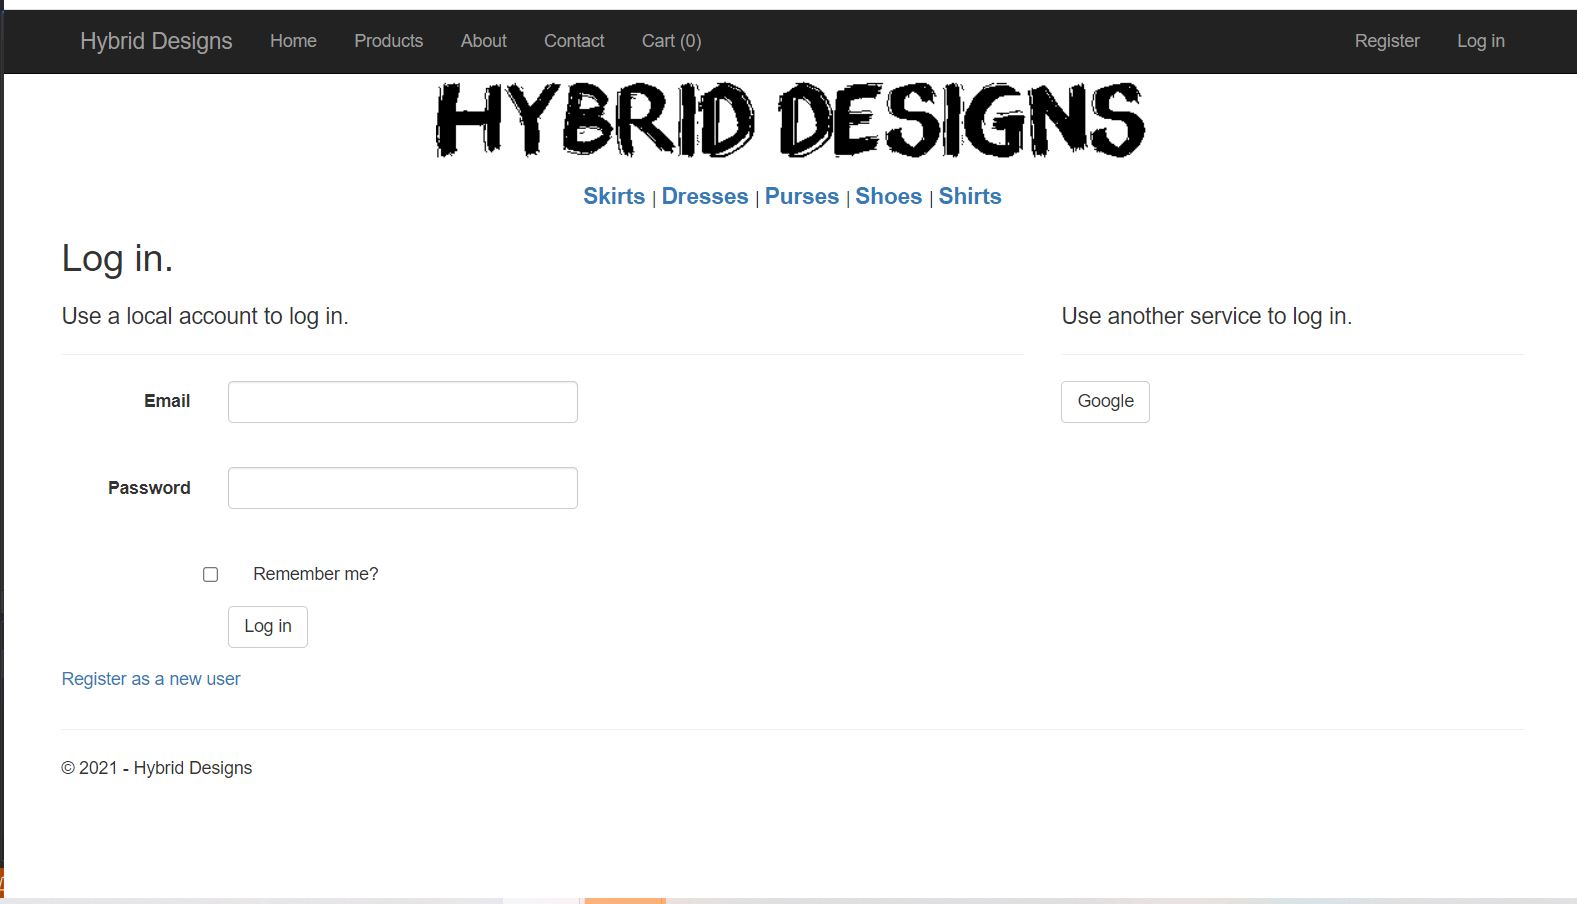 Hybrid Designs Home Products About Contact Cart (0) Register Log in
HYBRID DESIGNS
Skirts | Dresses | Purses | Shoes | Shirts
Log in.
Use a local account to log in.
Use another service to log in.
Email
Google
Password
Remember me?
Log in
Register as a new user
© 2021 - Hybrid Designs